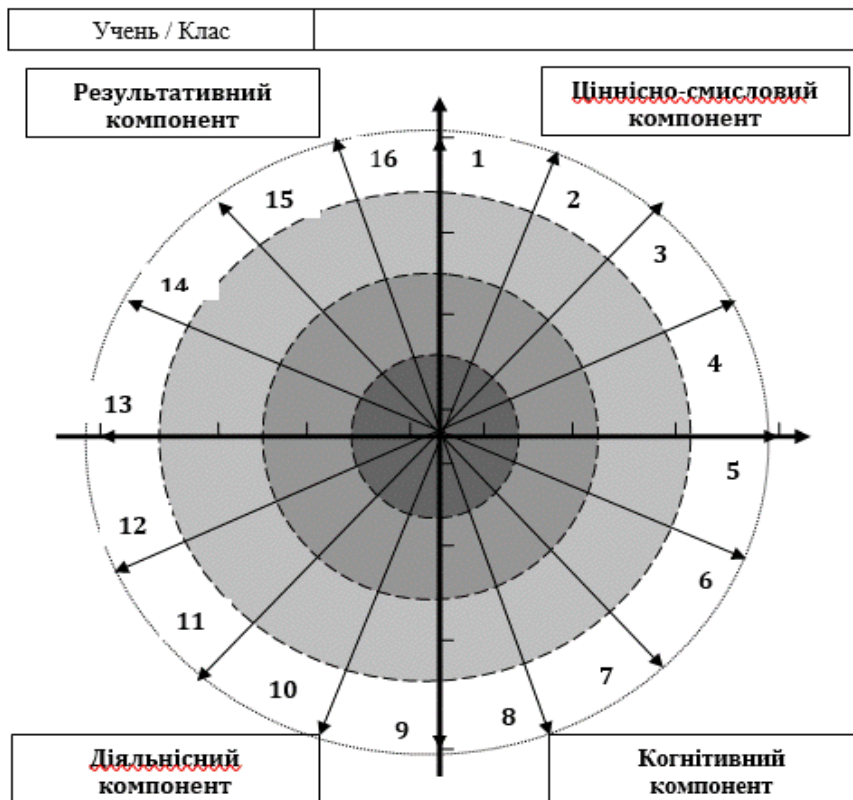 Учень / Клас
Результативний
компонент
Ціннісно-смисловий
компонент
16
1
15
2
3
14
4
13
5
12
6
11
7
10
8
9
Діяльнісний
компонент
Когнітивний
компонент